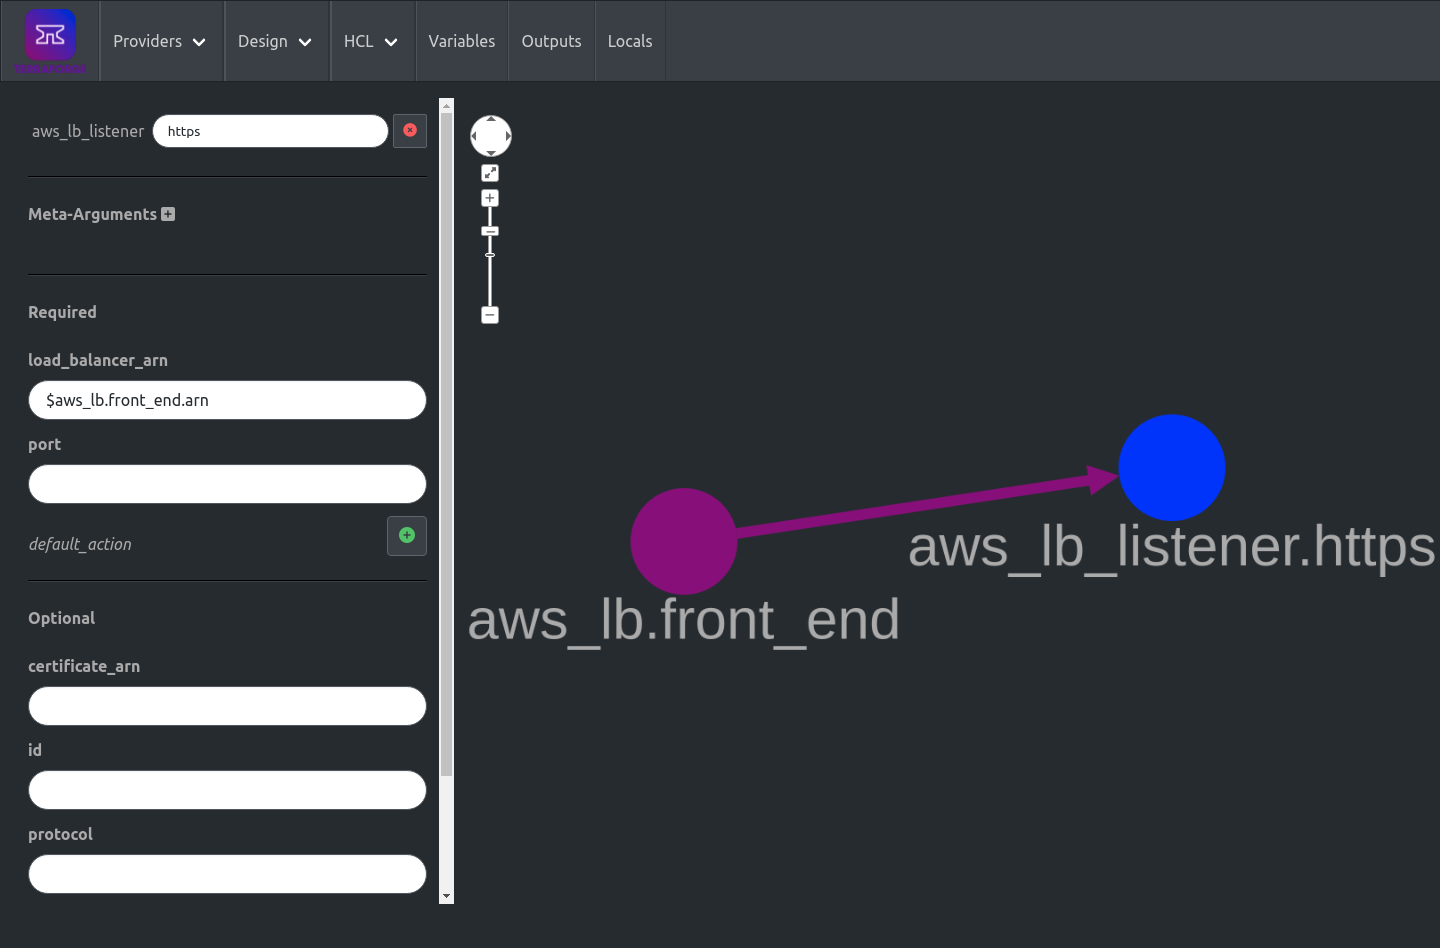 Providers
Design
HCL
Variables
Outputs
Locals
aws_lb_listener
https
Meta-Arguments
Required
load_balancer_arn
$aws_lb.front_end.arn
port
default_action
Optional
certificate_arn
id
protocol
aws_lb_listener.https
aws_lb.front_end